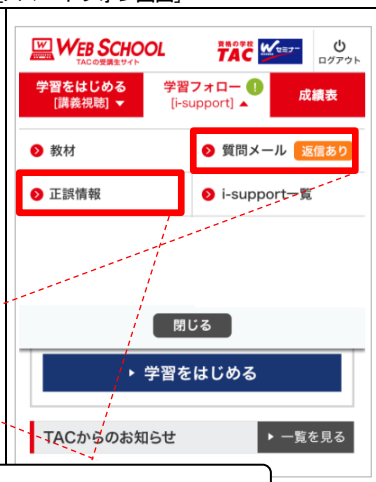 WEB SCHOOL
TACの受講生サイト
資格の学校
TAC Wセミナー
ログアウト
学習をはじめる
[講義視聴] ▼
学習フォロー !
[i-support] ▲
成績表
教材
質問メール 返信あり
正誤情報
i-support一覧
閉じる
学習をはじめる
TACからのお知らせ
一覧を見る